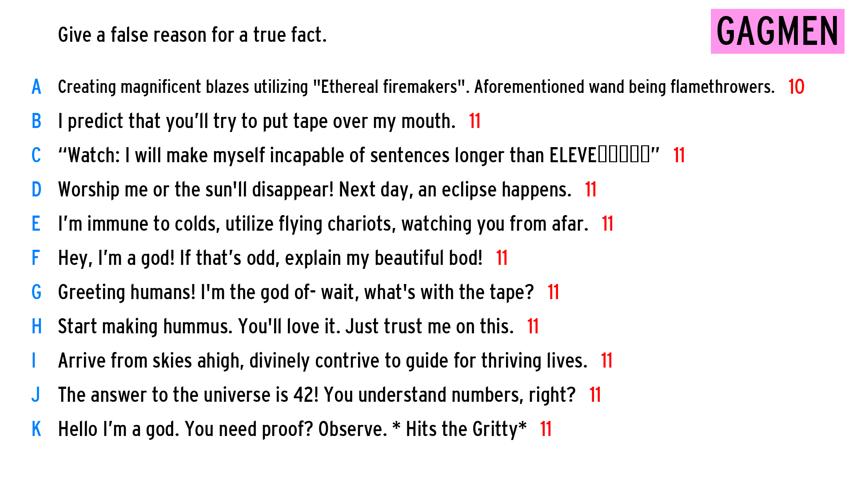 Give a false reason for a true fact.
GAGMEN
A Creating magnificent blazes utilizing "Ethereal firemakers". Aforementioned wand being flamethrowers. 10
B I predict that you’ll try to put tape over my mouth. 11
C “Watch: I will make myself incapable of sentences longer than ELEVE▯▯▯▯▯” 11
D Worship me or the sun'll disappear! Next day, an eclipse happens. 11
E I’m immune to colds, utilize flying chariots, watching you from afar. 11
F Hey, I’m a god! If that’s odd, explain my beautiful bod! 11
G Greeting humans! I'm the god of- wait, what's with the tape? 11
H Start making hummus. You'll love it. Just trust me on this. 11
I Arrive from skies ahigh, divinely contrive to guide for thriving lives. 11
J The answer to the universe is 42! You understand numbers, right? 11
K Hello I’m a god. You need proof? Observe. * Hits the Gritty* 11